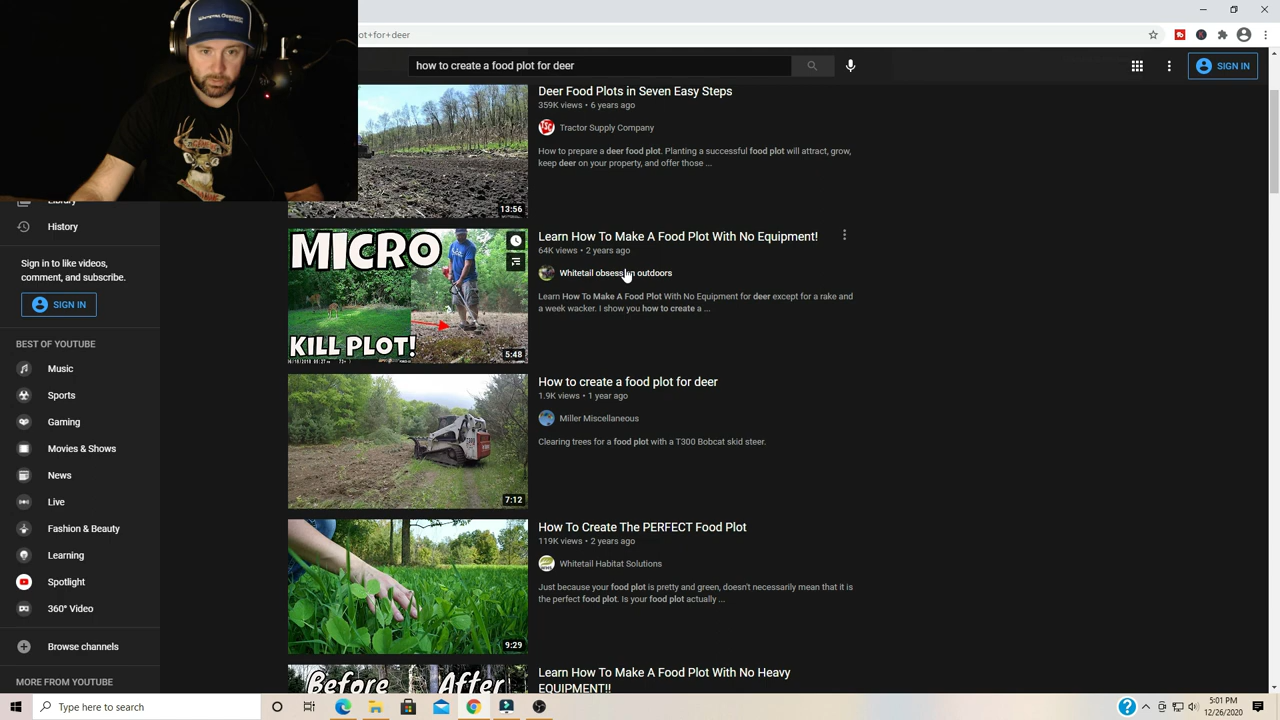 ot+for+deer
how to create a food plot for deer
SIGN IN
Library
History
Sign in to like videos,
comment, and subscribe.
SIGN IN
BEST OF YOUTUBE
Music
Sports
Gaming
Movies & Shows
News
Live
Fashion & Beauty
Learning
Spotlight
360° Video
Browse channels
MORE FROM YOUTUBE
13:56
Deer Food Plots in Seven Easy Steps
359K views • 6 years ago
Tractor Supply Company
How to prepare a deer food plot. Planting a successful food plot will attract, grow,
keep deer on your property, and offer those ...
MICRO
KILL PLOT!
5:48
Learn How To Make A Food Plot With No Equipment!
64K views • 2 years ago
Whitetail obsession outdoors
Learn How To Make A Food Plot With No Equipment for deer except for a rake and
a week wacker. I show you how to create a ...
7:12
How to create a food plot for deer
1.9K views • 1 year ago
Miller Miscellaneous
Clearing trees for a food plot with a T300 Bobcat skid steer.
9:29
How To Create The PERFECT Food Plot
119K views • 2 years ago
Whitetail Habitat Solutions
Just because your food plot is pretty and green, doesn't necessarily mean that it is
the perfect food plot. Is your food plot actually ...
Before After
Learn How To Make A Food Plot With No Heavy
EQUIPMENT!!
Type here to search
5:01 PM
12/26/2020